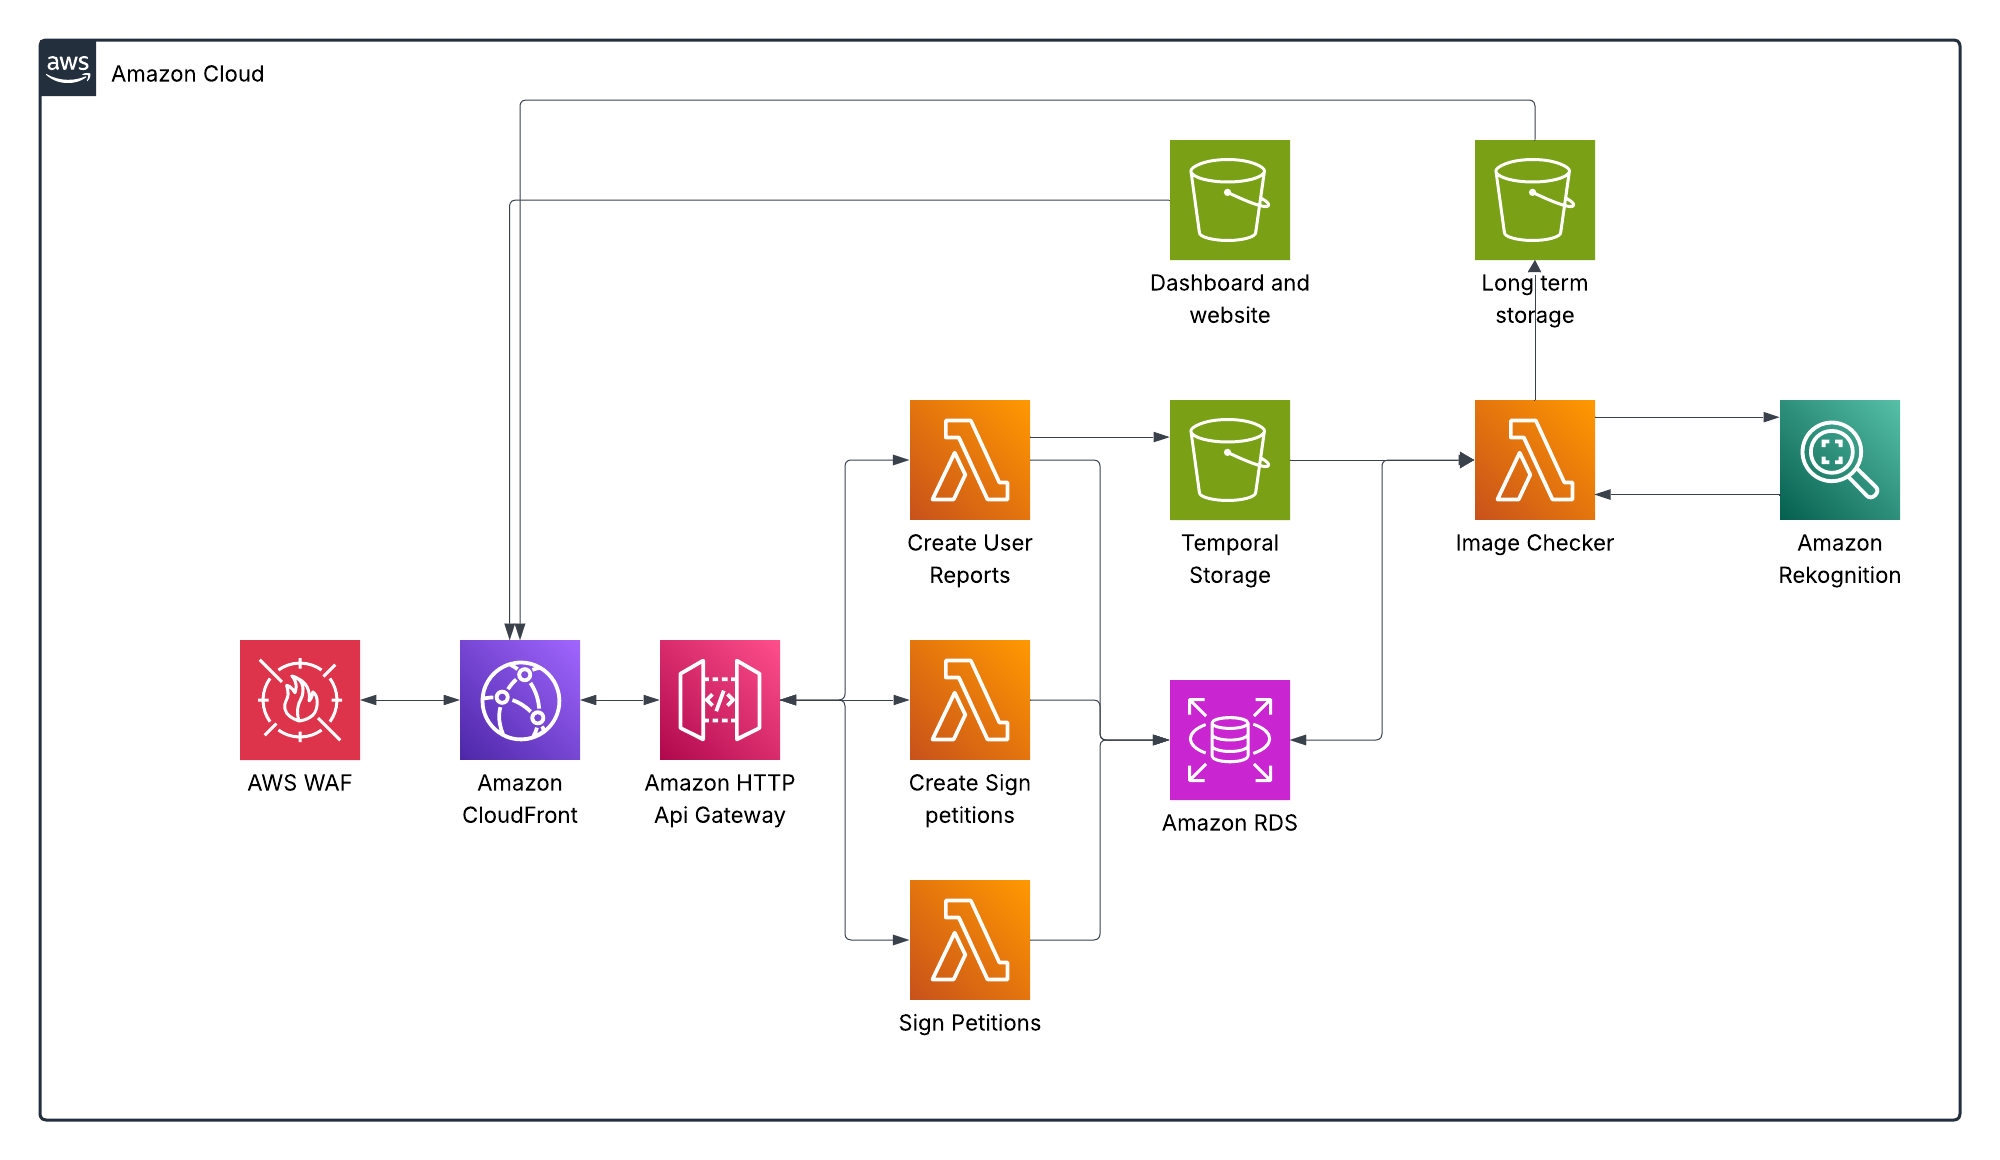 aws
Amazon Cloud
Dashboard and
website
Long term
storage
Create User
Reports
Temporal
Storage
Image Checker
Amazon
Rekognition
AWS WAF
Amazon
CloudFront
Amazon HTTP
Api Gateway
Create Sign
petitions
Amazon RDS
Sign Petitions